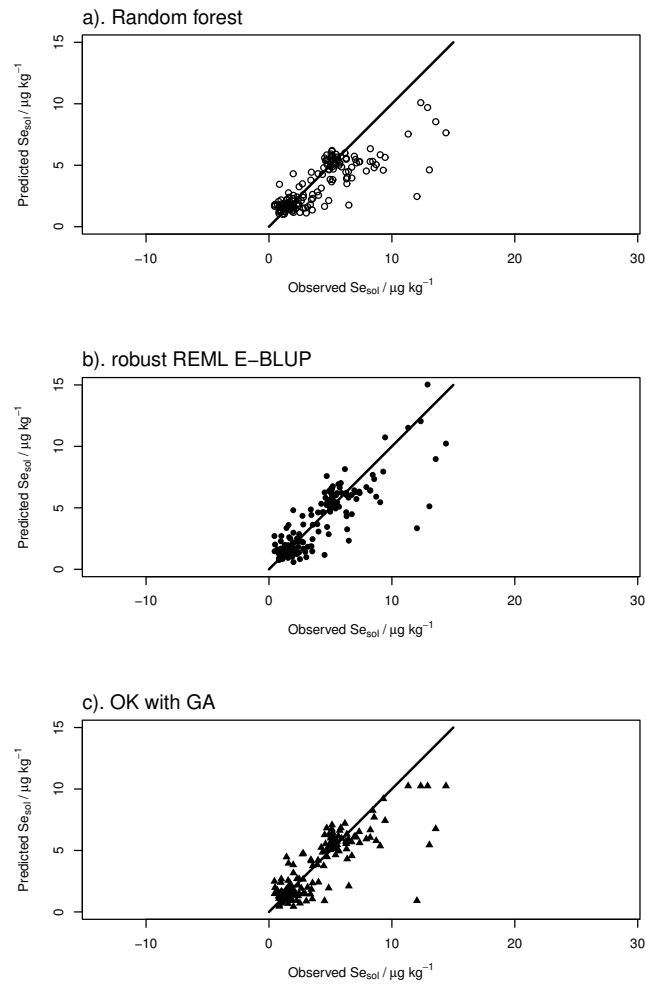 a). Random forest
15
10
5
0
Predicted Se_sol / μg kg⁻¹
−10 0 10 20 30
Observed Se_sol / μg kg⁻¹
b). robust REML E−BLUP
15
10
5
0
Predicted Se_sol / μg kg⁻¹
−10 0 10 20 30
Observed Se_sol / μg kg⁻¹
c). OK with GA
15
10
5
0
Predicted Se_sol / μg kg⁻¹
−10 0 10 20 30
Observed Se_sol / μg kg⁻¹